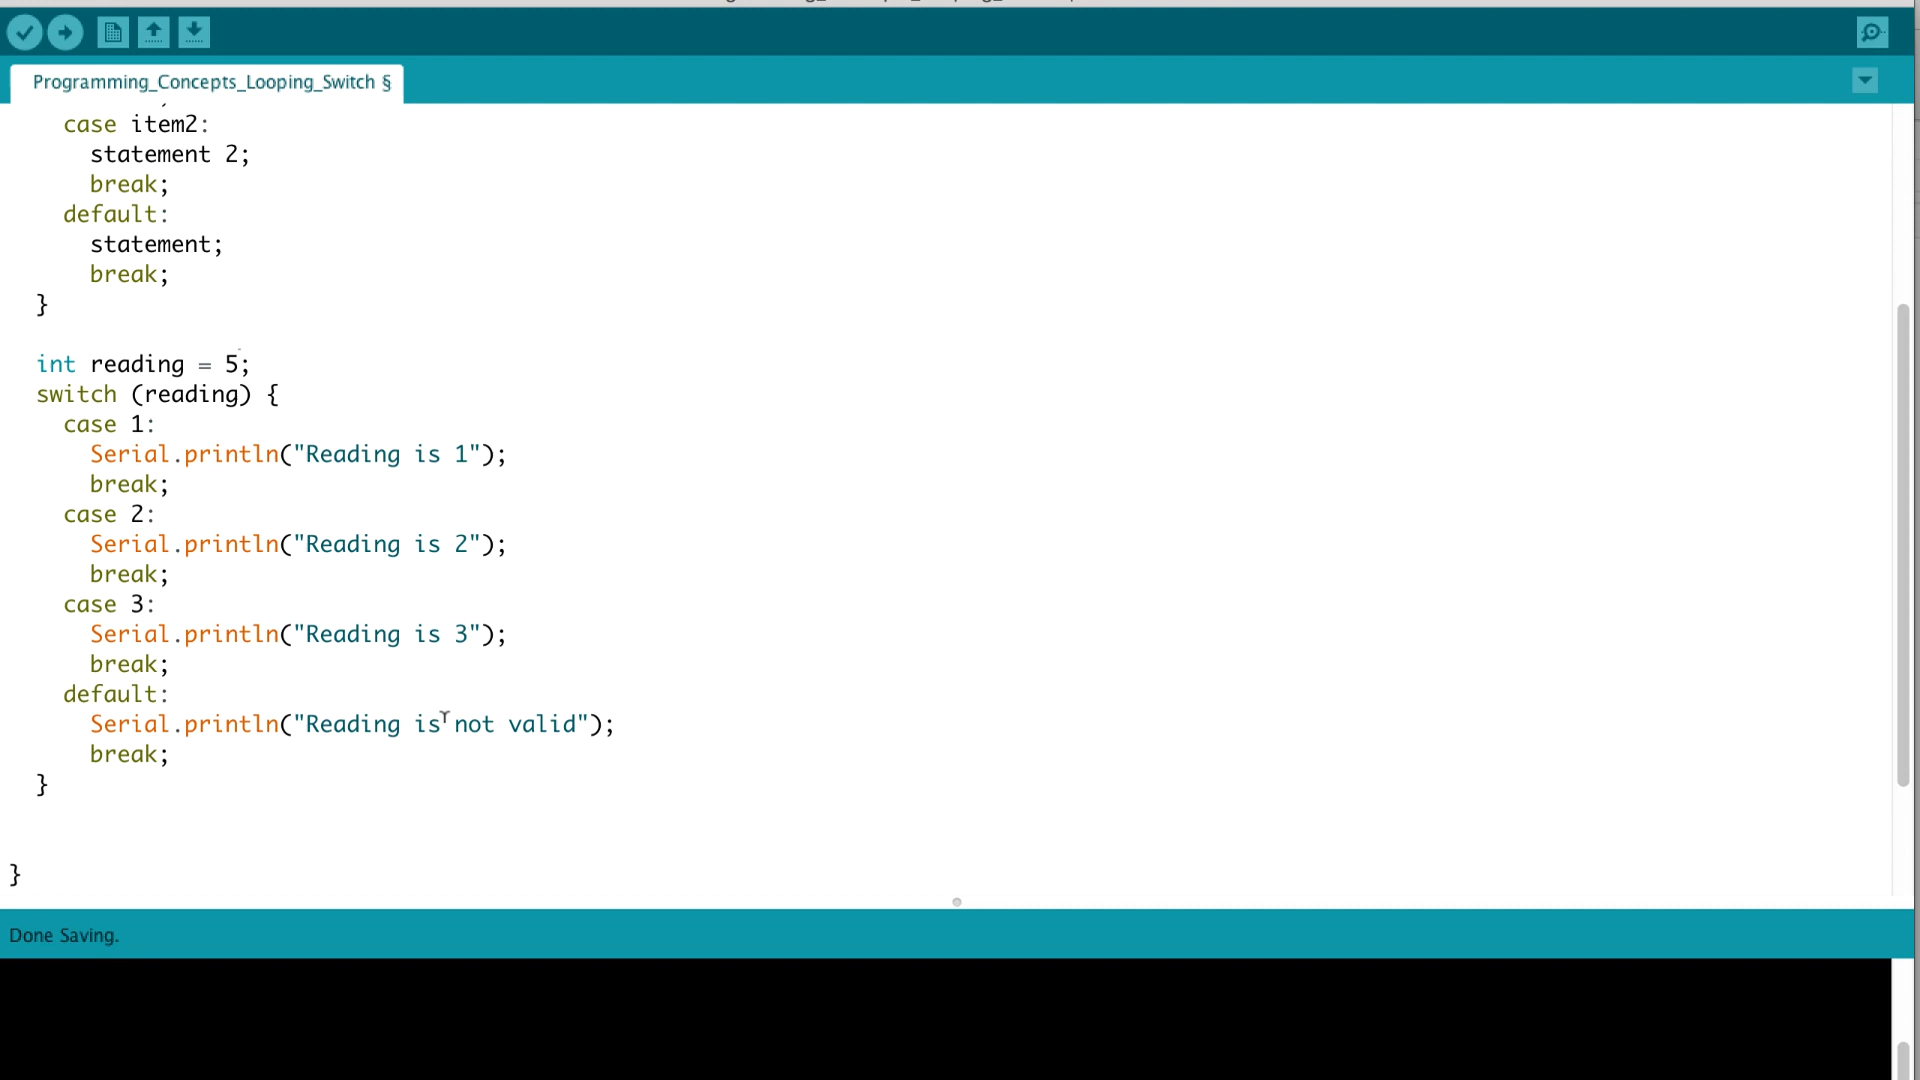 Programming_Concepts_Looping_Switch §
case item2:
statement 2;
break;
default:
statement;
break;
}
int reading = 5;
switch (reading) {
case 1:
Serial.println("Reading is 1");
break;
case 2:
Serial.println("Reading is 2");
break;
case 3:
Serial.println("Reading is 3");
break;
default:
Serial.println("Reading is not valid");
break;
}
}
Done Saving.